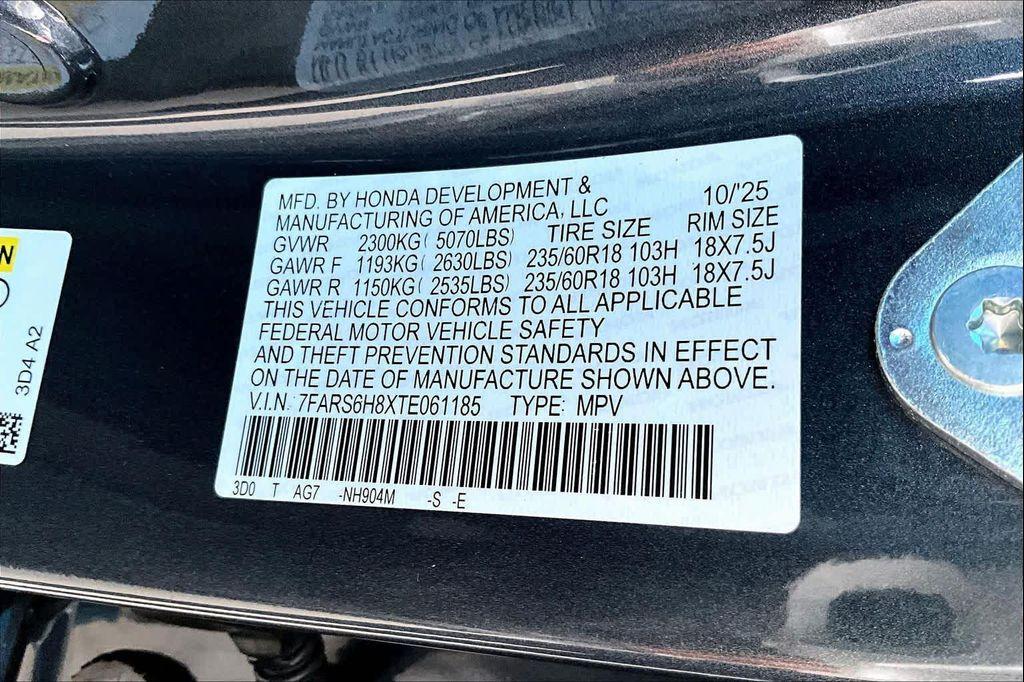 MFD. BY HONDA DEVELOPMENT & 10/'25
MANUFACTURING OF AMERICA, LLC
GVWR 2300KG( 5070LBS) TIRE SIZE RIM SIZE
GAWR F 1193KG( 2630LBS) 235/60R18 103H 18X7.5J
GAWR R 1150KG( 2535LBS) 235/60R18 103H 18X7.5J
THIS VEHICLE CONFORMS TO ALL APPLICABLE
FEDERAL MOTOR VEHICLE SAFETY
AND THEFT PREVENTION STANDARDS IN EFFECT
ON THE DATE OF MANUFACTURE SHOWN ABOVE.
V.I.N. 7FARS6H8XTE061185 TYPE: MPV
3D0 T AG7 -NH904M -S -E
N
3D4 A2